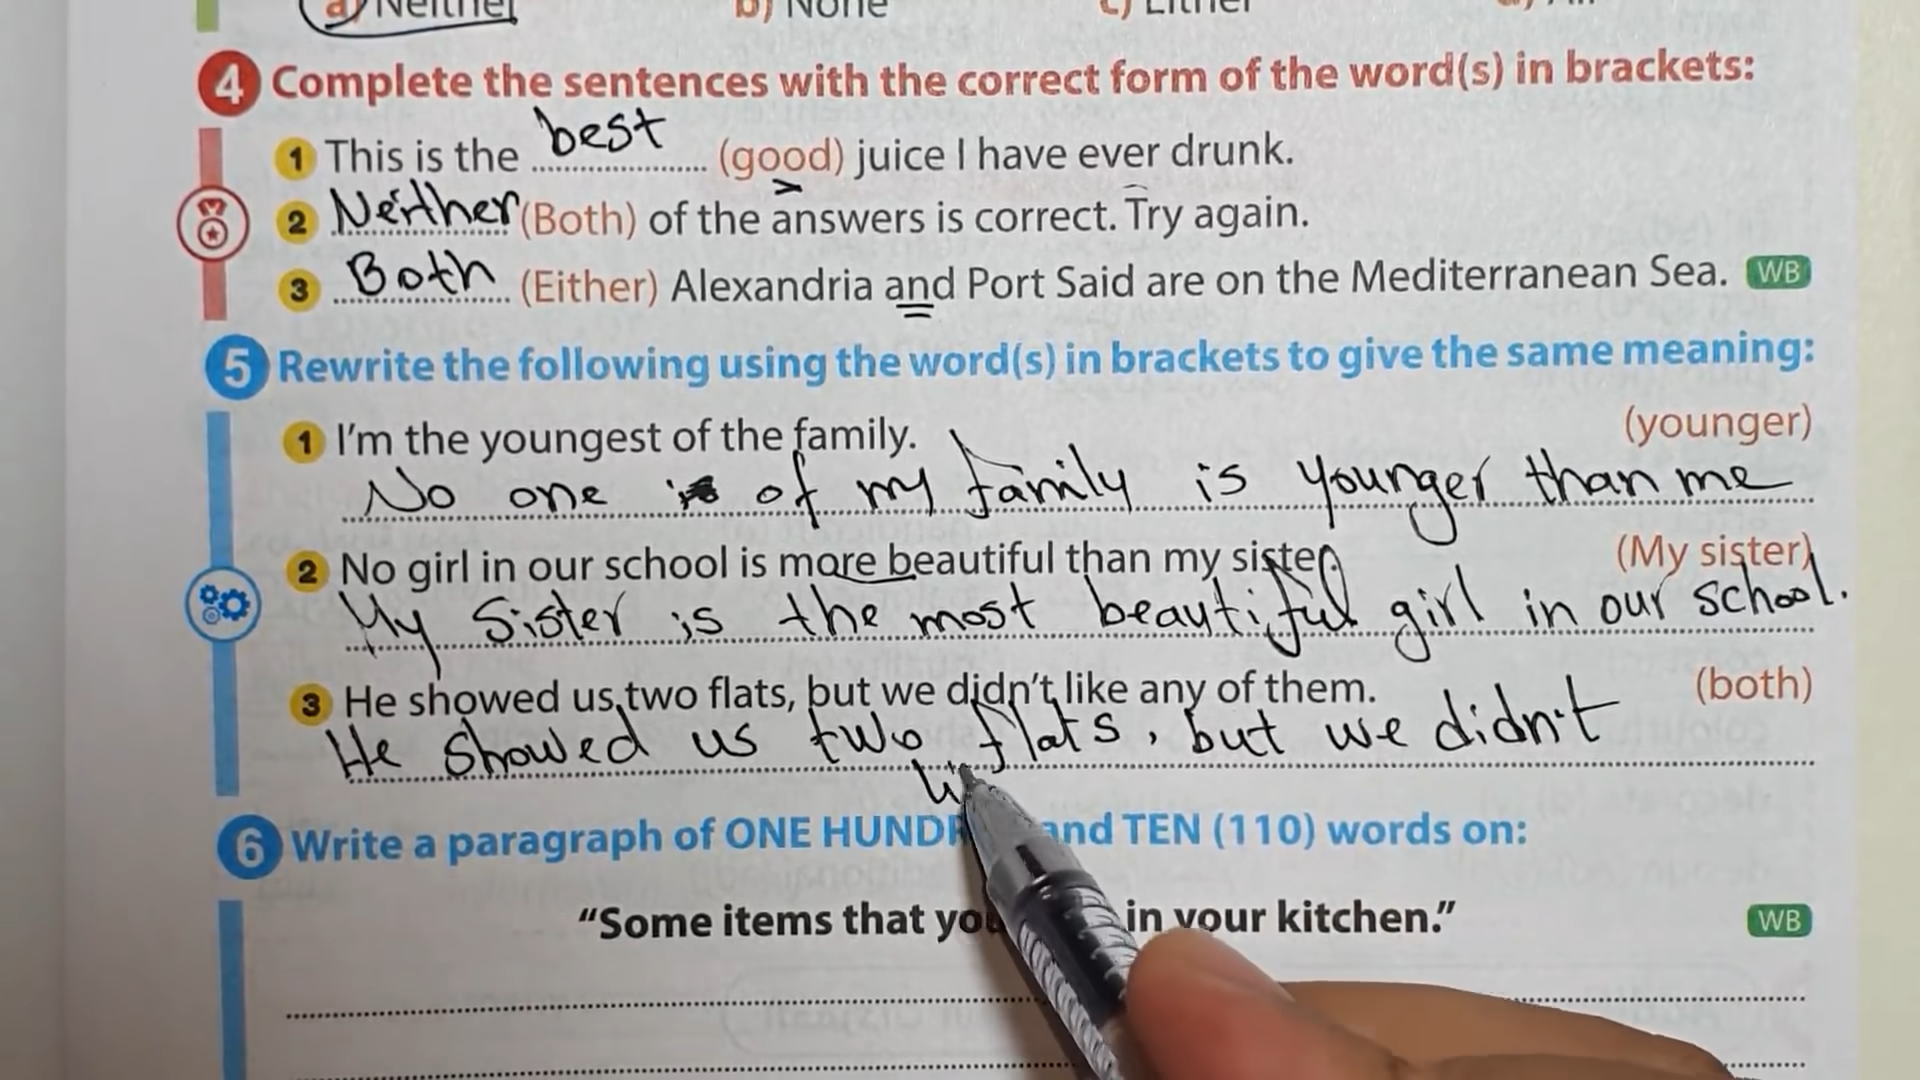 a) Neither b) None c) Either
4 Complete the sentences with the correct form of the word(s) in brackets:
1 This is the best (good) juice I have ever drunk.
2 Neither (Both) of the answers is correct. Try again.
3 Both (Either) Alexandria and Port Said are on the Mediterranean Sea. WB
5 Rewrite the following using the word(s) in brackets to give the same meaning:
1 I'm the youngest of the family. (younger)
No one of my family is younger than me
2 No girl in our school is more beautiful than my sister. (My sister)
My Sister is the most beautiful girl in our school.
3 He showed us two flats, but we didn't like any of them. (both)
He showed us two flats, but we didn't
6 Write a paragraph of ONE and TEN (110) words on:
"Some items that in your kitchen." WB